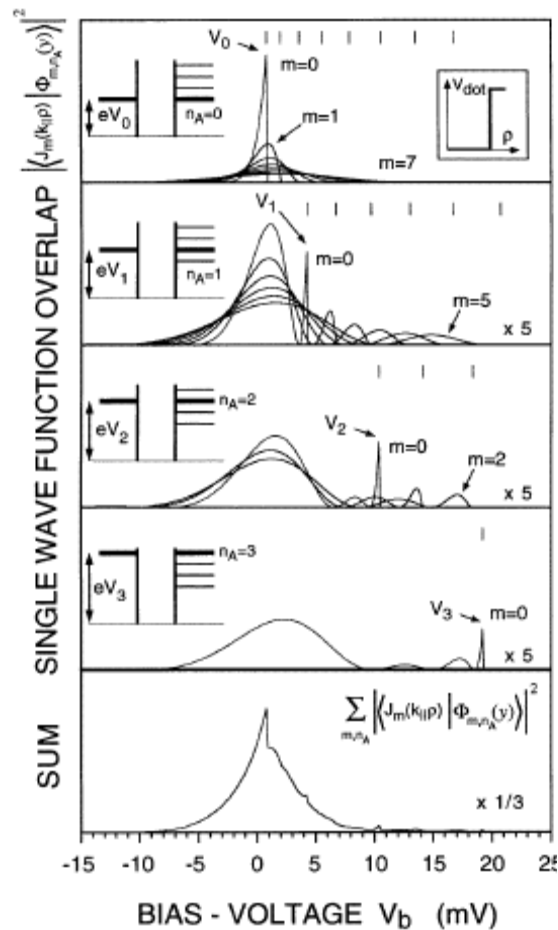 SINGLE WAVE FUNCTION OVERLAP |⟨J_m(k_||ρ)|Φ_{m,n_A}(y)⟩|²
V_0
m=0
m=1
m=7
eV_0
n_A=0
V_dot
ρ
V_1
m=0
m=5
eV_1
n_A=1
x 5
V_2
m=0
m=2
eV_2
n_A=2
x 5
V_3
m=0
eV_3
n_A=3
x 5
SUM
∑_{m,n_A} |⟨J_m(k_||ρ)|Φ_{m,n_A}(y)⟩|²
x 1/3
-15 -10 -5 0 5 10 15 20 25
BIAS - VOLTAGE V_b (mV)